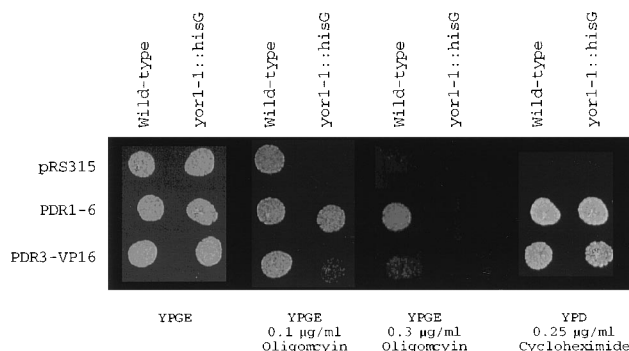 Wild-type
yor1-1::hisG
Wild-type
yor1-1::hisG
Wild-type
yor1-1::hisG
Wild-type
yor1-1::hisG
pRS315
PDR1-6
PDR3-VP16
YPGE
YPGE
0.1 µg/ml
Oligomycin
YPGE
0.3 µg/ml
Oligomycin
YPD
0.25 µg/ml
Cycloheximide